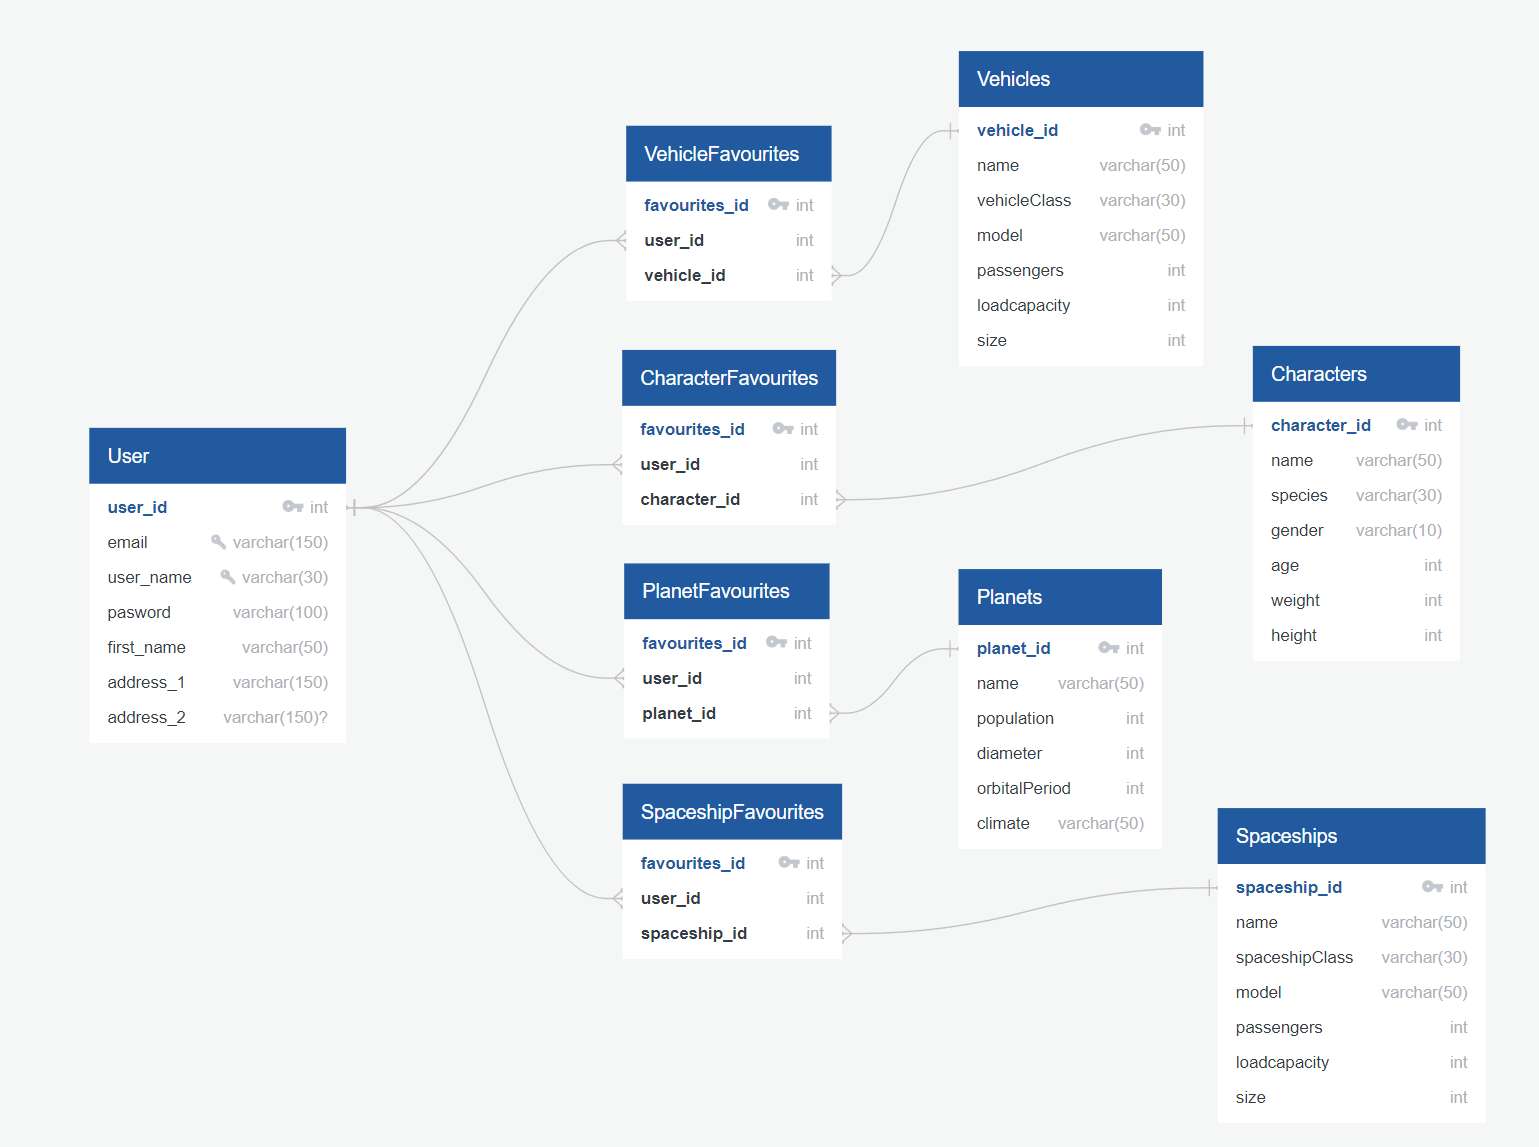 User
user_id int
email varchar(150)
user_name varchar(30)
pasword varchar(100)
first_name varchar(50)
address_1 varchar(150)
address_2 varchar(150)?
VehicleFavourites
favourites_id int
user_id int
vehicle_id int
CharacterFavourites
favourites_id int
user_id int
character_id int
PlanetFavourites
favourites_id int
user_id int
planet_id int
SpaceshipFavourites
favourites_id int
user_id int
spaceship_id int
Vehicles
vehicle_id int
name varchar(50)
vehicleClass varchar(30)
model varchar(50)
passengers int
loadcapacity int
size int
Characters
character_id int
name varchar(50)
species varchar(30)
gender varchar(10)
age int
weight int
height int
Planets
planet_id int
name varchar(50)
population int
diameter int
orbitalPeriod int
climate varchar(50)
Spaceships
spaceship_id int
name varchar(50)
spaceshipClass varchar(30)
model varchar(50)
passengers int
loadcapacity int
size int